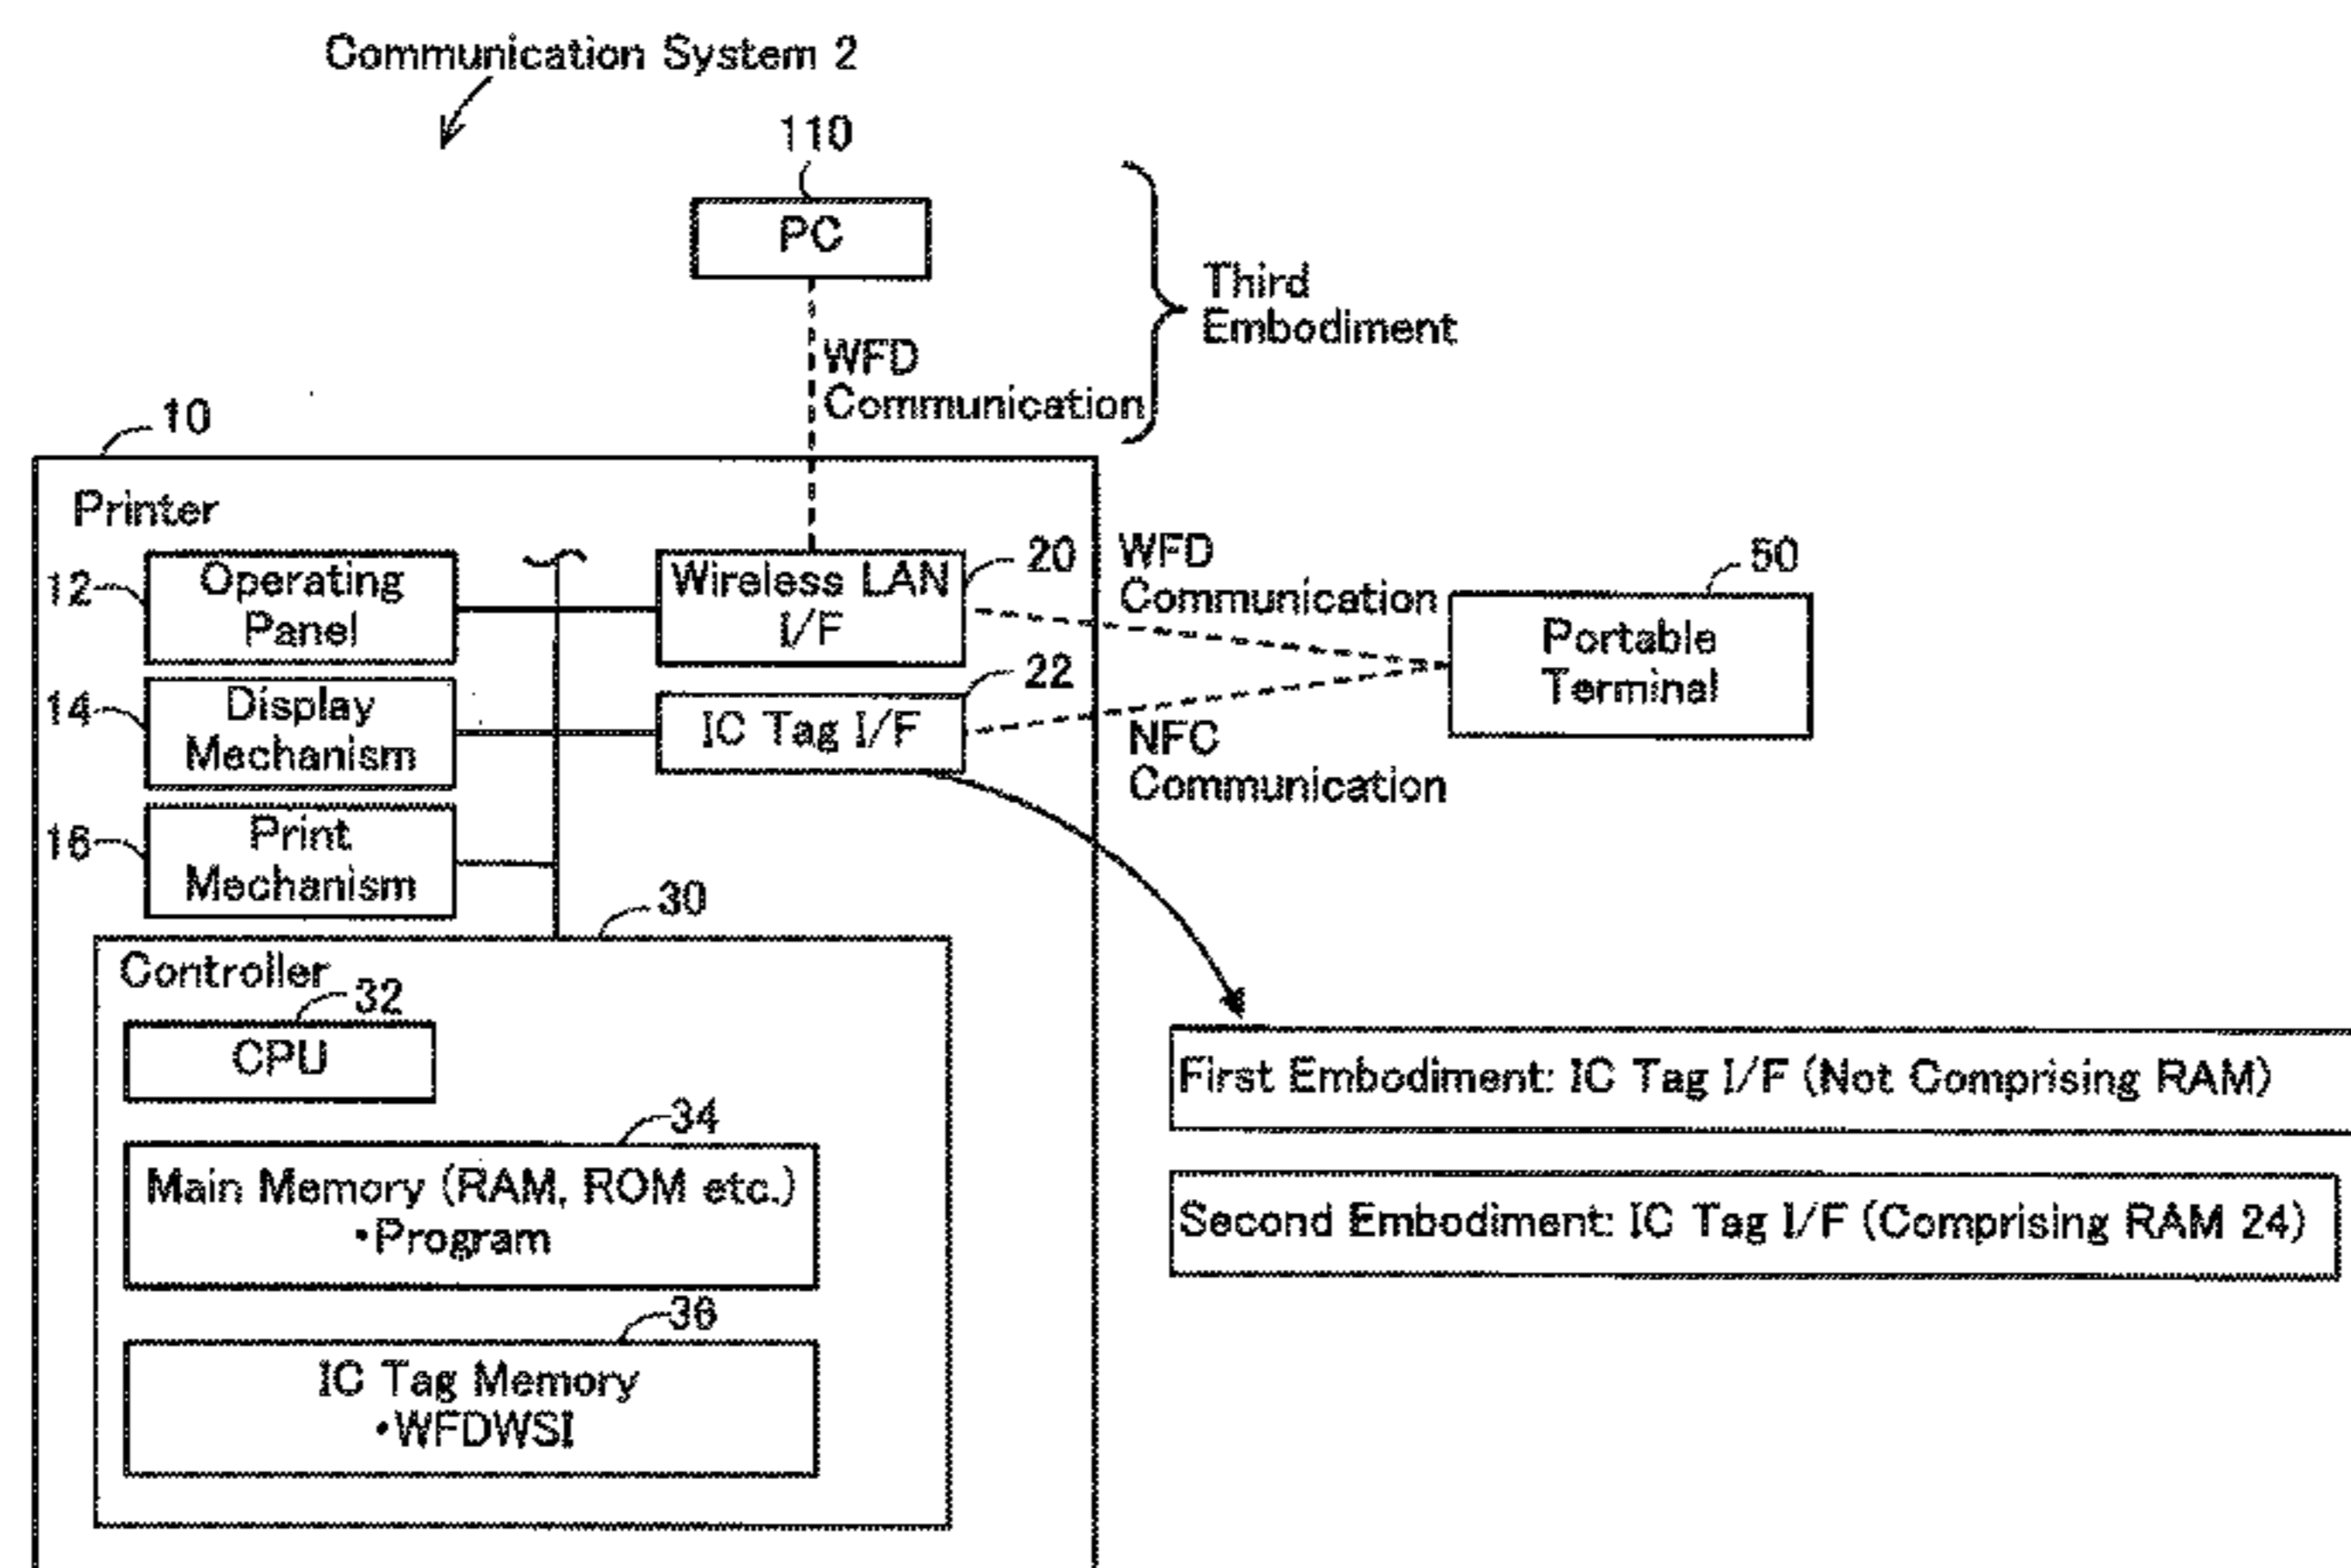 Communication System 2
110
PC
Third
Embodiment
WFD
Communication
10
Printer
12
Operating
Panel
Wireless LAN
I/F
20
WFD
Communication
50
Portable
Terminal
14
Display
Mechanism
IC Tag I/F
22
NFC
Communication
16
Print
Mechanism
30
Controller
32
CPU
34
Main Memory (RAM, ROM etc.)
•Program
36
IC Tag Memory
•WFDWSI
First Embodiment: IC Tag I/F (Not Comprising RAM)
Second Embodiment: IC Tag I/F (Comprising RAM 24)